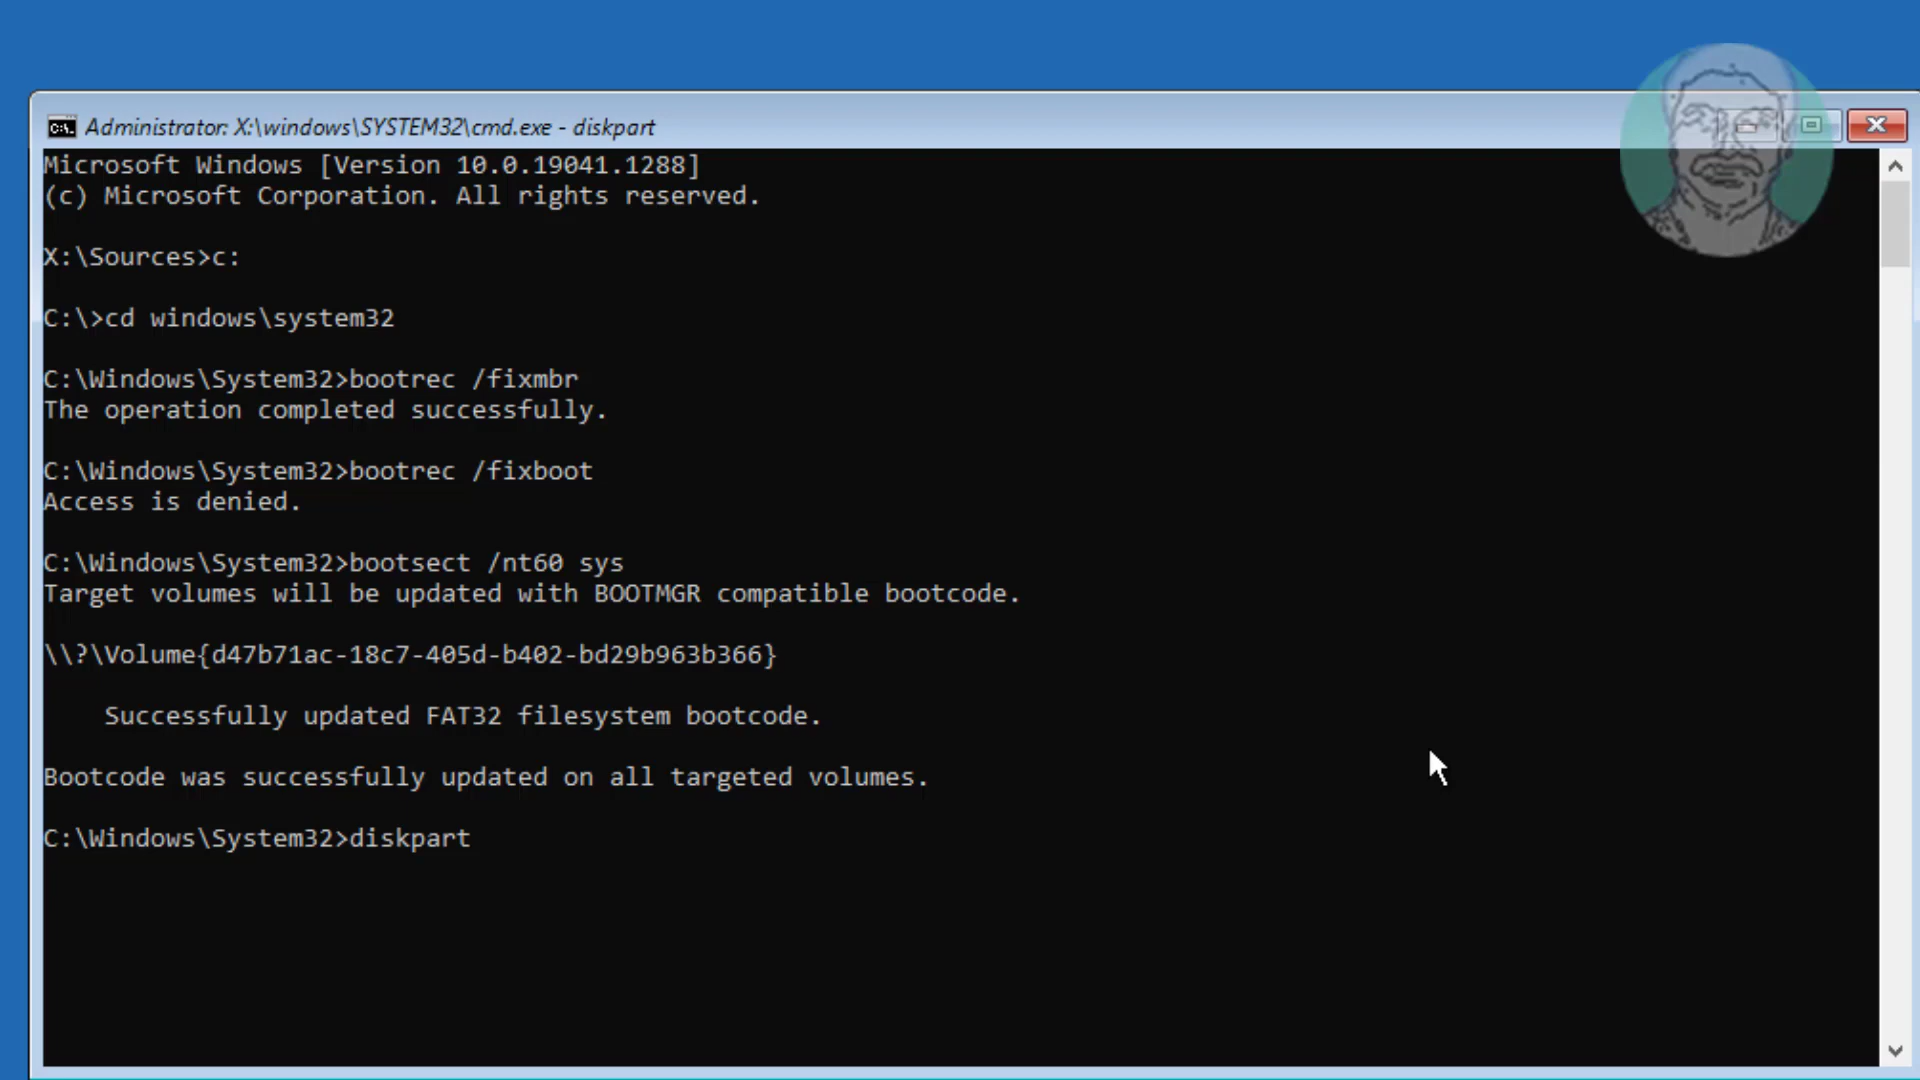 Administrator: X:\windows\SYSTEM32\cmd.exe - diskpart
Microsoft Windows [Version 10.0.19041.1288]
(c) Microsoft Corporation. All rights reserved.
X:\Sources>c:
C:\>cd windows\system32
C:\Windows\System32>bootrec /fixmbr
The operation completed successfully.
C:\Windows\System32>bootrec /fixboot
Access is denied.
C:\Windows\System32>bootsect /nt60 sys
Target volumes will be updated with BOOTMGR compatible bootcode.
\\?\Volume{d47b71ac-18c7-405d-b402-bd29b963b366}
Successfully updated FAT32 filesystem bootcode.
Bootcode was successfully updated on all targeted volumes.
C:\Windows\System32>diskpart